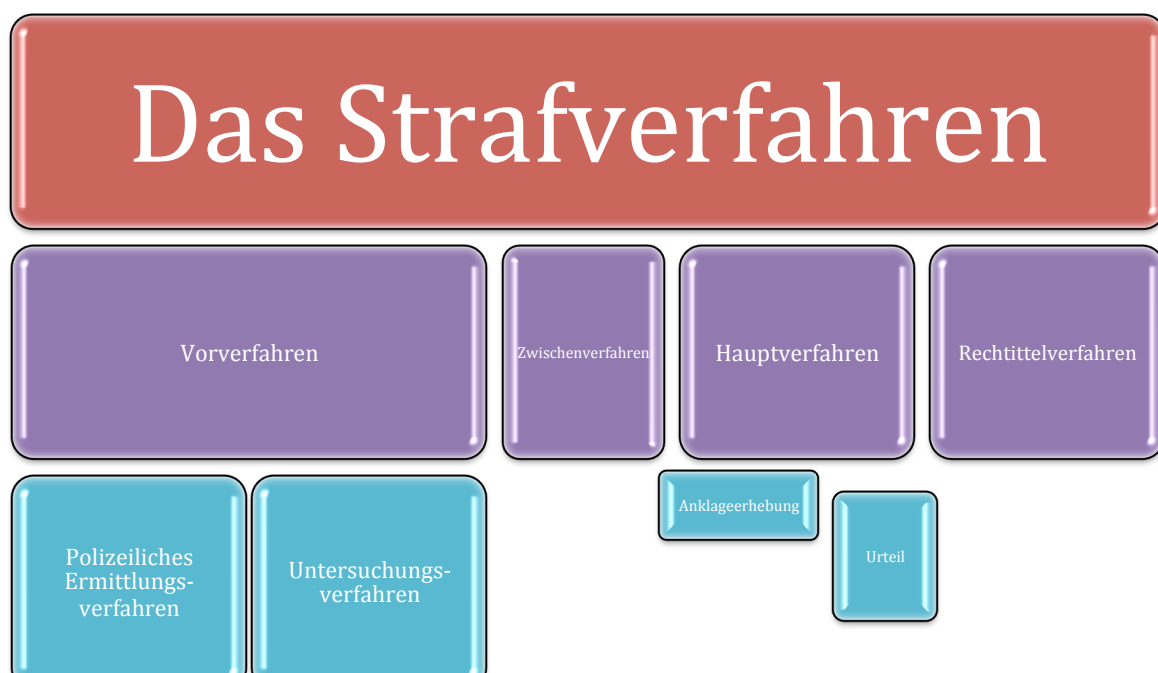 Das Strafverfahren
Vorverfahren
Zwischenverfahren
Hauptverfahren
Rechtittelverfahren
Polizeiliches
Ermittlungs-
verfahren
Untersuchungs-
verfahren
Anklageerhebung
Urteil